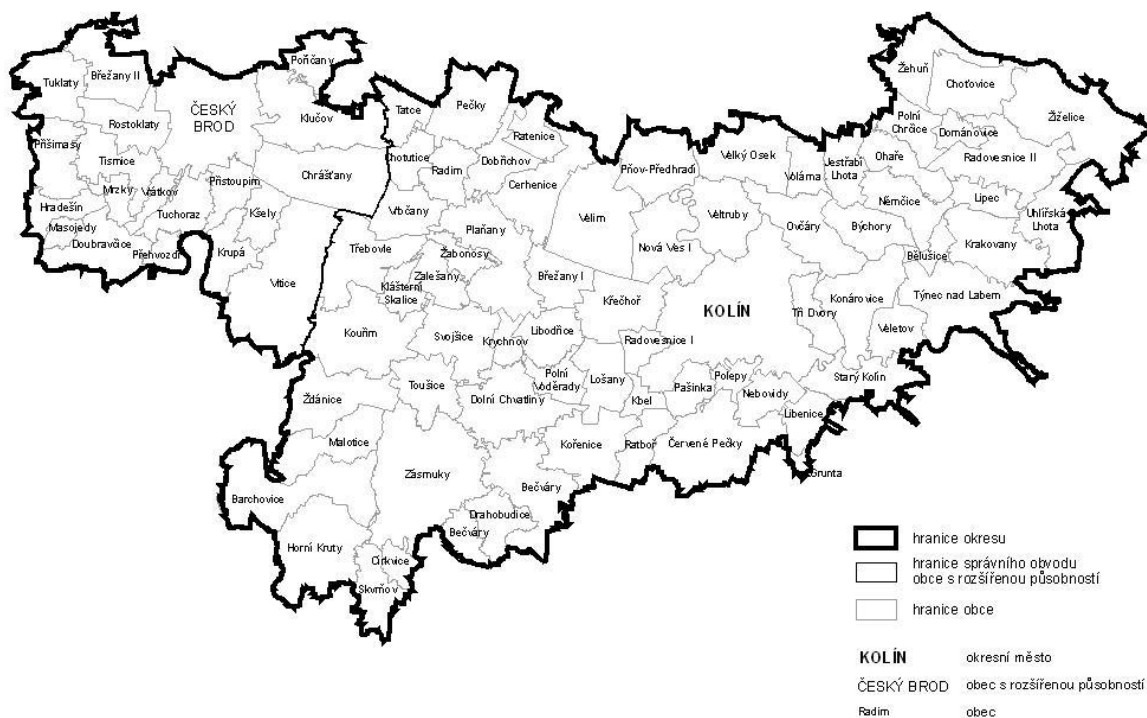 Poňčany
Žehuň
Tuklaty
Břežany II
Choťovice
Tatce
Pečky
ČESKÝ
BROD
Klučov
Polní
Chrčice
Žiželice
Rostoklaty
Ratenice
Domanovice
Přišimasy
Chotutice
Dobřichov
Velký Osek
Jestřabí
Lhota
Ohaře
Radovesnice II
Tismice
Radim
Pňov-Předhradí
Volárna
Chrášťany
Cerhenice
Mrzky
Vrátkov
Přistoupim
Němčice
Lipec
Hradešín
Vrbčany
Velim
Veltruby
Uhlířská
Lhota
Masojedy
Tuchoraz
Kšely
Plaňany
Ovčáry
Býchory
Doubravčice
Třebovle
Nová Ves I
Krakovany
Přehvozdí
Krupá
Žabonosy
Bělušice
Vitice
Zalešany
Břežany I
Klášterní
Skalice
Křečhoř
Konárovice
Týnec nad Labem
KOLÍN
Tři Dvory
Kouřim
Svojšice
Krychnov
Libodřice
Radovesnice I
Veletov
Toušice
Polní
Voděrady
Lošany
Pašinka
Polepy
Starý Kolín
Ždánice
Dolní Chvatliny
Kbel
Nebovidy
Libenice
Malotice
Kořenice
Ratboř
Červené Pečky
Zásmuky
Grunta
Barchovice
Bečváry
Drahobudice
Bečváry
Horní Kruty
Církvice
Skvrňov
hranice okresu
hranice správního obvodu
obce s rozšířenou působností
hranice obce
KOLÍN okresní město
ČESKÝ BROD obec s rozšířenou působností
Radim obec